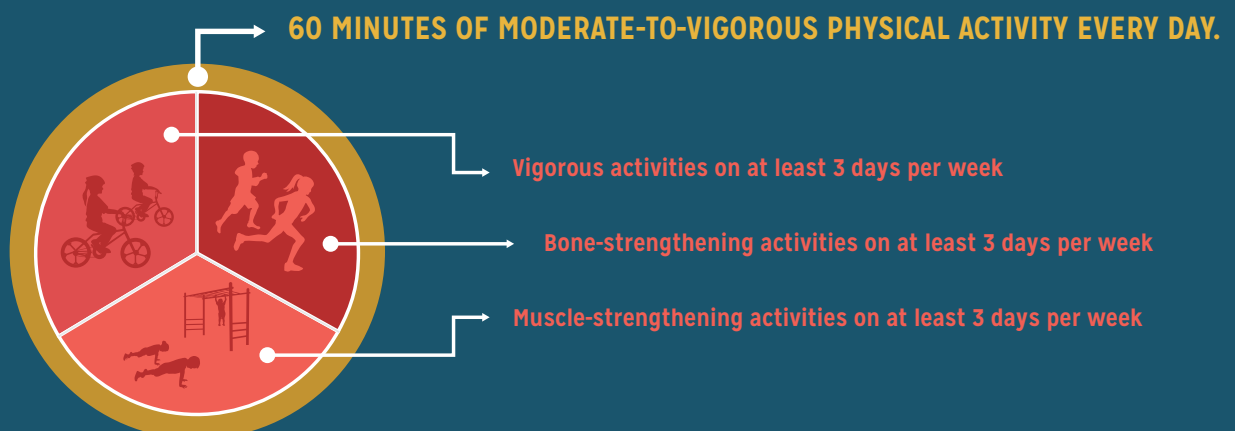 60 MINUTES OF MODERATE-TO-VIGOROUS PHYSICAL ACTIVITY EVERY DAY.
Vigorous activities on at least 3 days per week
Bone-strengthening activities on at least 3 days per week
Muscle-strengthening activities on at least 3 days per week